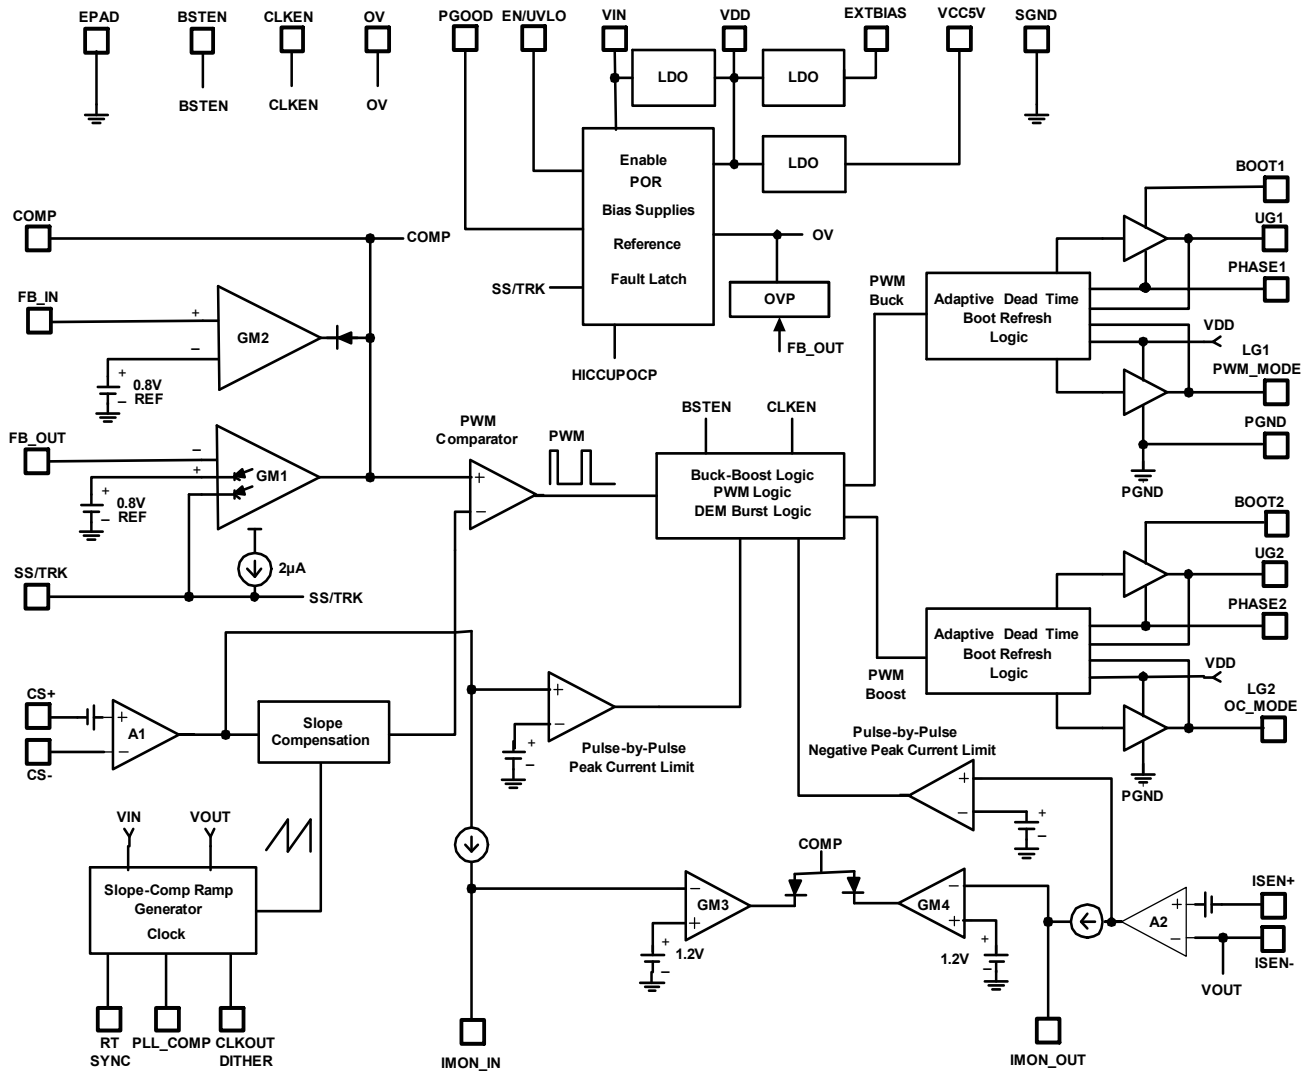 EPAD
BSTEN
CLKEN
OV
PGOOD
EN/UVLO
VIN
VDD
EXTBIAS
VCC5V
SGND
BSTEN
CLKEN
OV
LDO
LDO
LDO
Enable
POR
Bias Supplies
Reference
Fault Latch
OV
OVP
FB_OUT
SS/TRK
HICCUPOCP
COMP
COMP
FB_IN
+
−
GM2
+
−
0.8V
REF
FB_OUT
−
+
GM1
+
−
0.8V
REF
SS/TRK
2µA
SS/TRK
PWM
Comparator
+
−
PWM
BSTEN
CLKEN
Buck-Boost Logic
PWM Logic
DEM Burst Logic
PWM
Buck
Adaptive Dead Time
Boot Refresh
Logic
BOOT1
UG1
PHASE1
VDD
LG1
PWM_MODE
PGND
PGND
PWM
Boost
Adaptive Dead Time
Boot Refresh
Logic
BOOT2
UG2
PHASE2
VDD
LG2
OC_MODE
PGND
CS+
CS-
+
−
A1
Slope
Compensation
+
−
+
−
Pulse-by-Pulse
Peak Current Limit
Pulse-by-Pulse
Negative Peak Current Limit
+
−
+
−
VIN
VOUT
Slope-Comp Ramp
Generator
Clock
RT
SYNC
PLL_COMP
CLKOUT
DITHER
COMP
−
+
GM3
+
−
1.2V
GM4
−
+
1.2V
+
−
A2
+
−
ISEN+
ISEN-
VOUT
IMON_IN
IMON_OUT